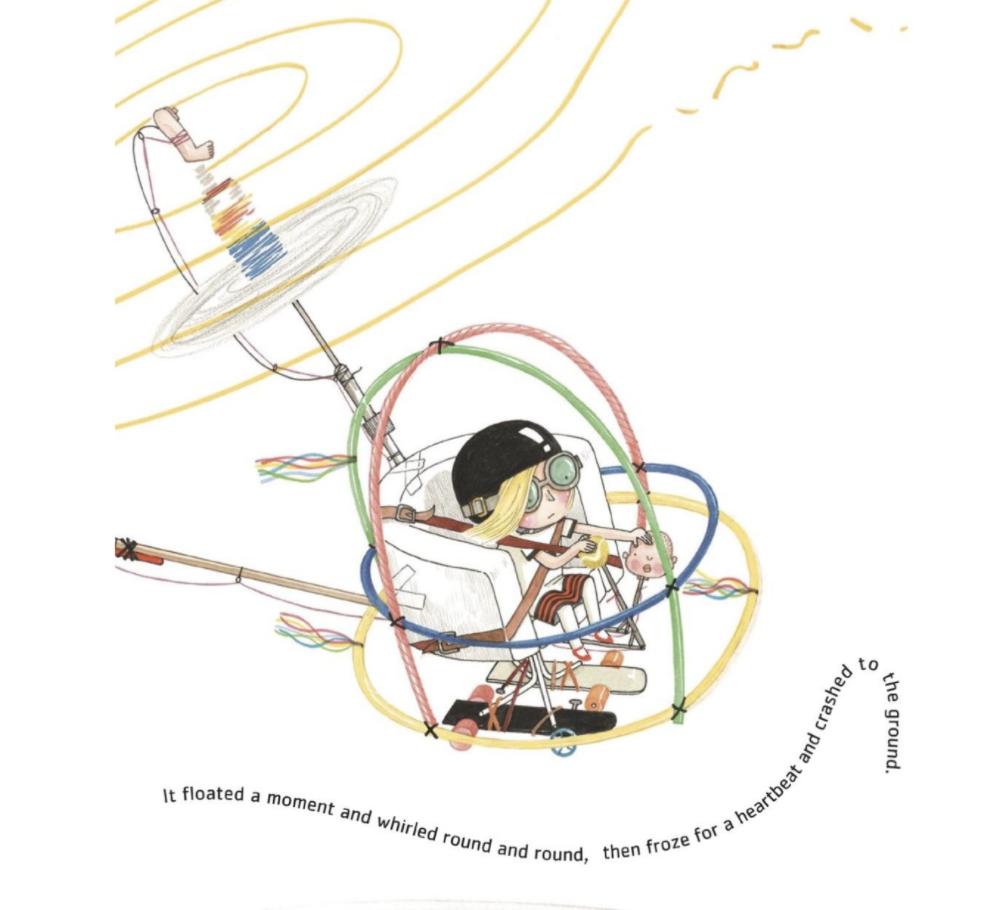 It floated a moment and whirled round and round, then froze for a heartbeat and crashed to the ground.